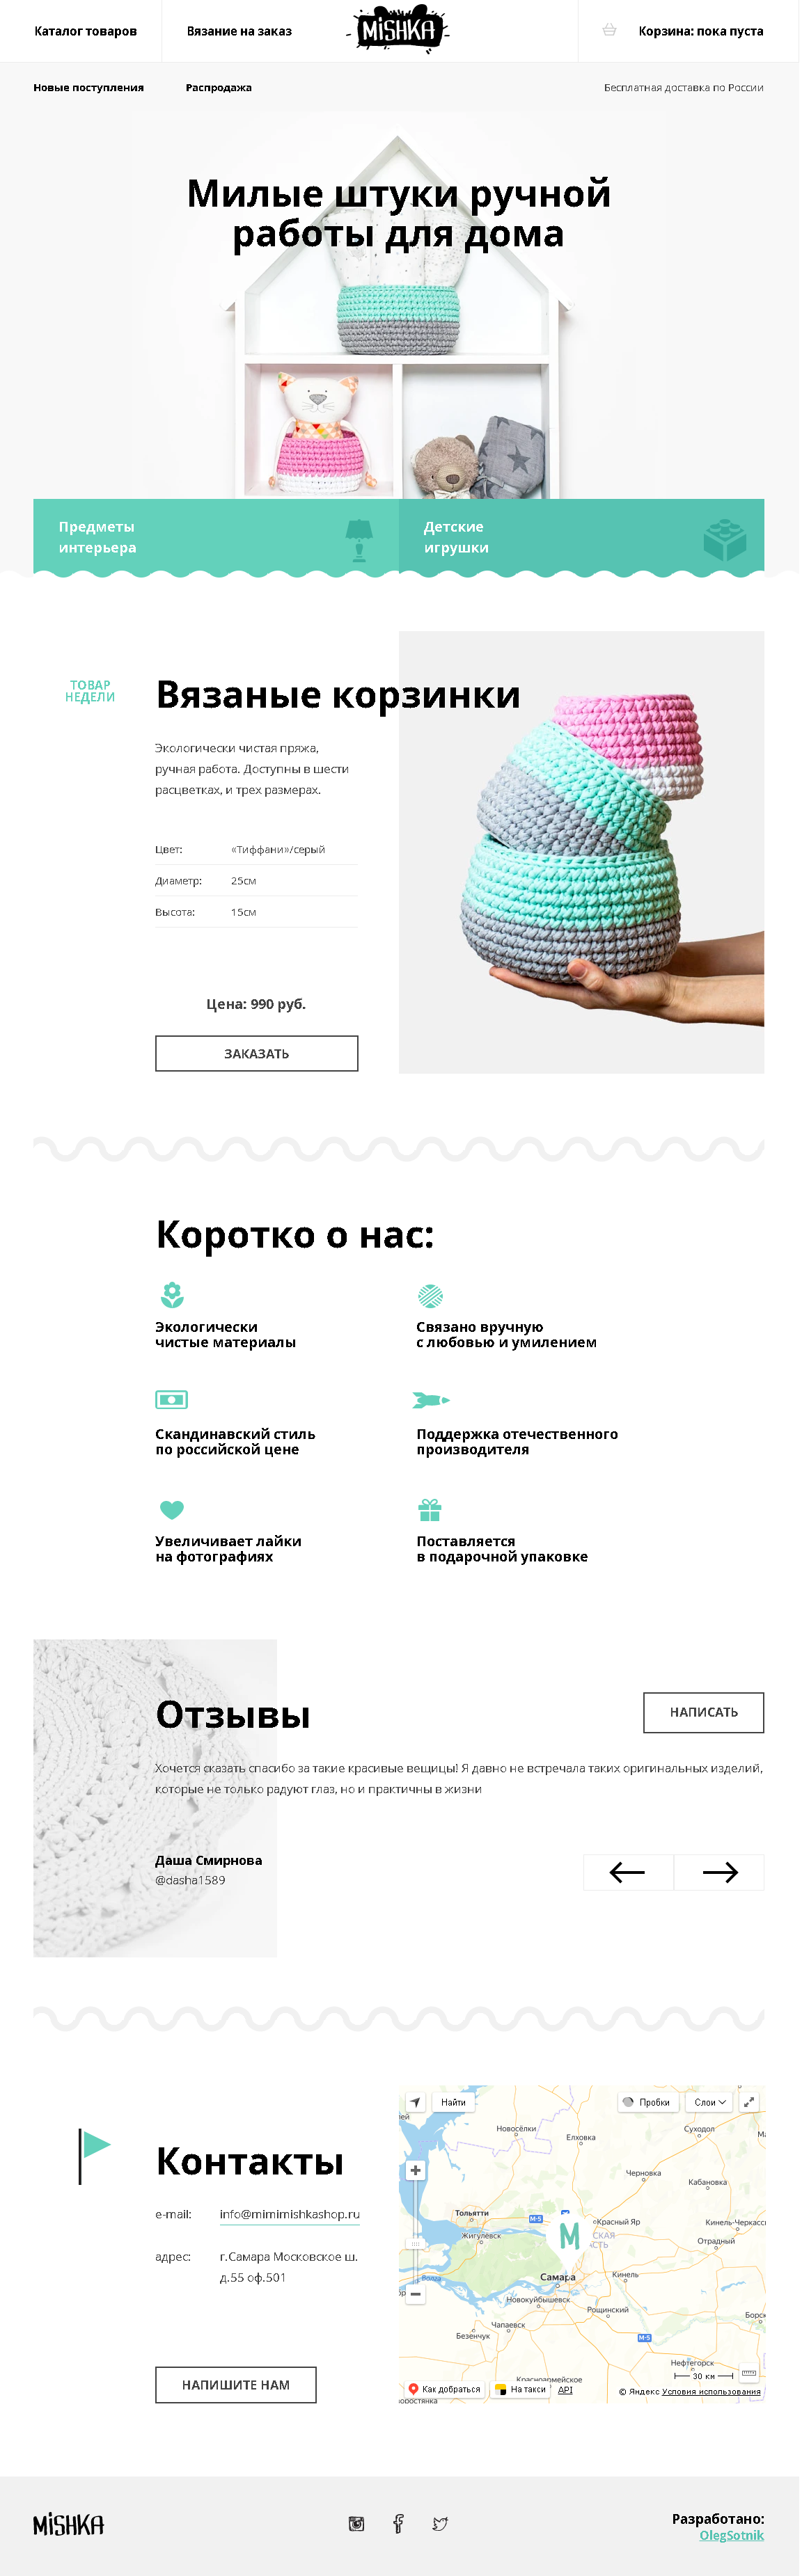 Каталог товаров
Вязание на заказ
MiSHKA
Корзина: пока пуста
Новые поступления
Распродажа
Бесплатная доставка по России
Милые штуки ручной
работы для дома
Предметы
интерьера
Детские
игрушки
ТОВАР
НЕДЕЛИ
Вязаные корзинки
Экологически чистая пряжа,
ручная работа. Доступны в шести
расцветках, и трех размерах.
Цвет: «Тиффани»/серый
Диаметр: 25см
Высота: 15см
Цена: 990 руб.
ЗАКАЗАТЬ
Коротко о нас:
Экологически
чистые материалы
Связано вручную
с любовью и умилением
Скандинавский стиль
по российской цене
Поддержка отечественного
производителя
Увеличивает лайки
на фотографиях
Поставляется
в подарочной упаковке
Отзывы
НАПИСАТЬ
Хочется сказать спасибо за такие красивые вещицы! Я давно не встречала таких оригинальных изделий,
которые не только радуют глаз, но и практичны в жизни
Даша Смирнова
@dasha1589
Контакты
e-mail: info@mimimishkashop.ru
адрес: г.Самара Московское ш.
д.55 оф.501
НАПИШИТЕ НАМ
Найти
Пробки
Слои
Новосёлки
Елховка
Суходол
Черновка
Кабановка
Тольятти
М-5
Красный Яр
Кинель-Черкассы
Жигулёвск
М
СКАЯ
АСТЬ
Отрадный
Волга
Самара
Кинель
Новокуйбышевск
Рощинский
Борск
Чапаевск
Безенчук
М-5
Нефтегорск
30 км
Красноармейское
Как добраться
На такси
API
© Яндекс Условия использования
MiSHKA
Разработано:
OlegSotnik